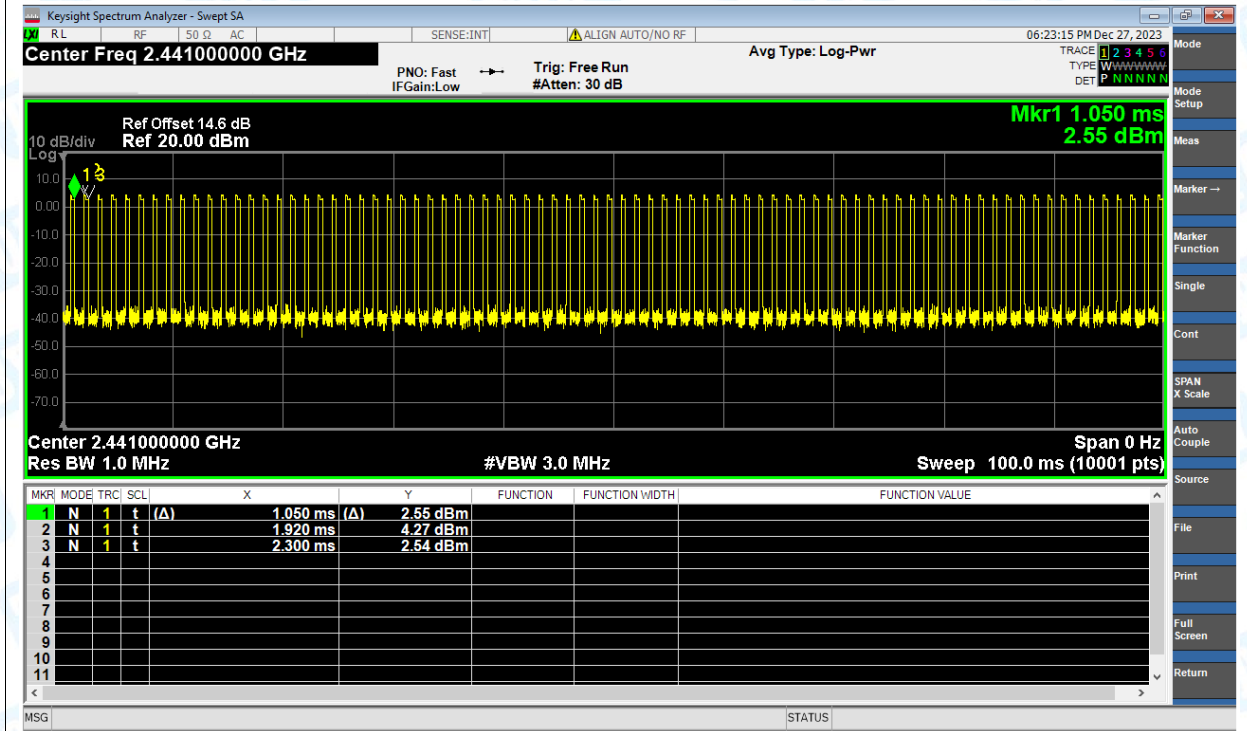 Keysight Spectrum Analyzer - Swept SA
LXI RL RF 50 Ω AC SENSE:INT ALIGN AUTO/NO RF 06:23:15 PM Dec 27, 2023
Center Freq 2.441000000 GHz Avg Type: Log-Pwr TRACE 1 2 3 4 5 6
PNO: Fast Trig: Free Run TYPE WWWWWW
IFGain:Low #Atten: 30 dB DET P N N N N N
Mkr1 1.050 ms
2.55 dBm
Ref Offset 14.6 dB
10 dB/div Ref 20.00 dBm
Log
10.0
0.00
-10.0
-20.0
-30.0
-40.0
-50.0
-60.0
-70.0
1 3
Center 2.441000000 GHz Span 0 Hz
Res BW 1.0 MHz #VBW 3.0 MHz Sweep 100.0 ms (10001 pts)
MKR MODE TRC SCL X Y FUNCTION FUNCTION WIDTH FUNCTION VALUE
1 N 1 t (Δ) 1.050 ms (Δ) 2.55 dBm
2 N 1 t 1.920 ms 4.27 dBm
3 N 1 t 2.300 ms 2.54 dBm
4
5
6
7
8
9
10
11
MSG STATUS
Mode
Mode
Setup
Meas
Marker →
Marker
Function
Single
Cont
SPAN
X Scale
Auto
Couple
Source
File
Print
Full
Screen
Return